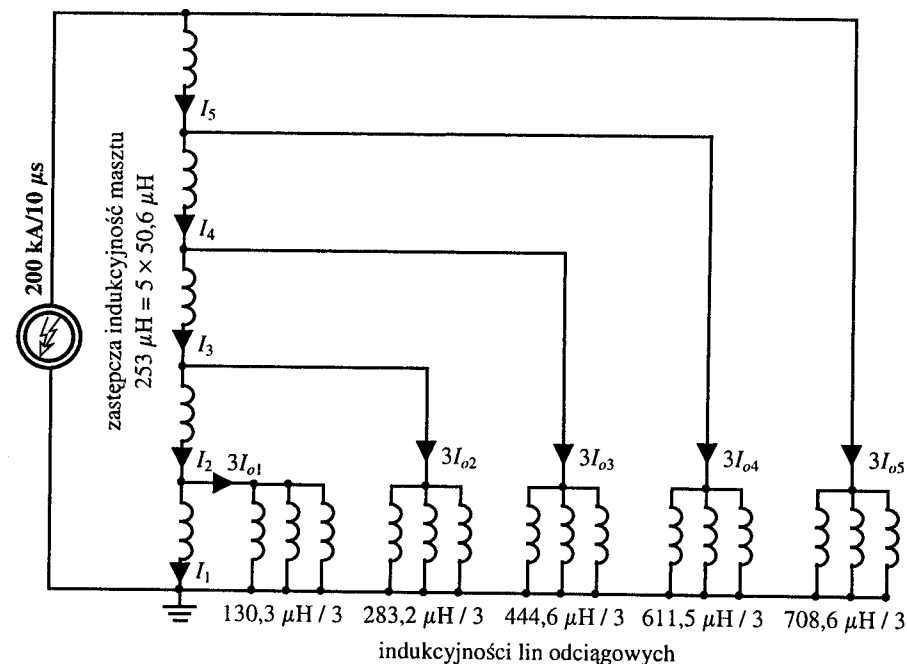 200 kA/10 μs
zastępcza indukcyjność masztu
253 μH = 5 × 50,6 μH
I₅
I₄
I₃
I₂
3Iₒ₁
3Iₒ₂
3Iₒ₃
3Iₒ₄
3Iₒ₅
I₁
130,3 μH / 3
283,2 μH / 3
444,6 μH / 3
611,5 μH / 3
708,6 μH / 3
indukcyjności lin odciągowych